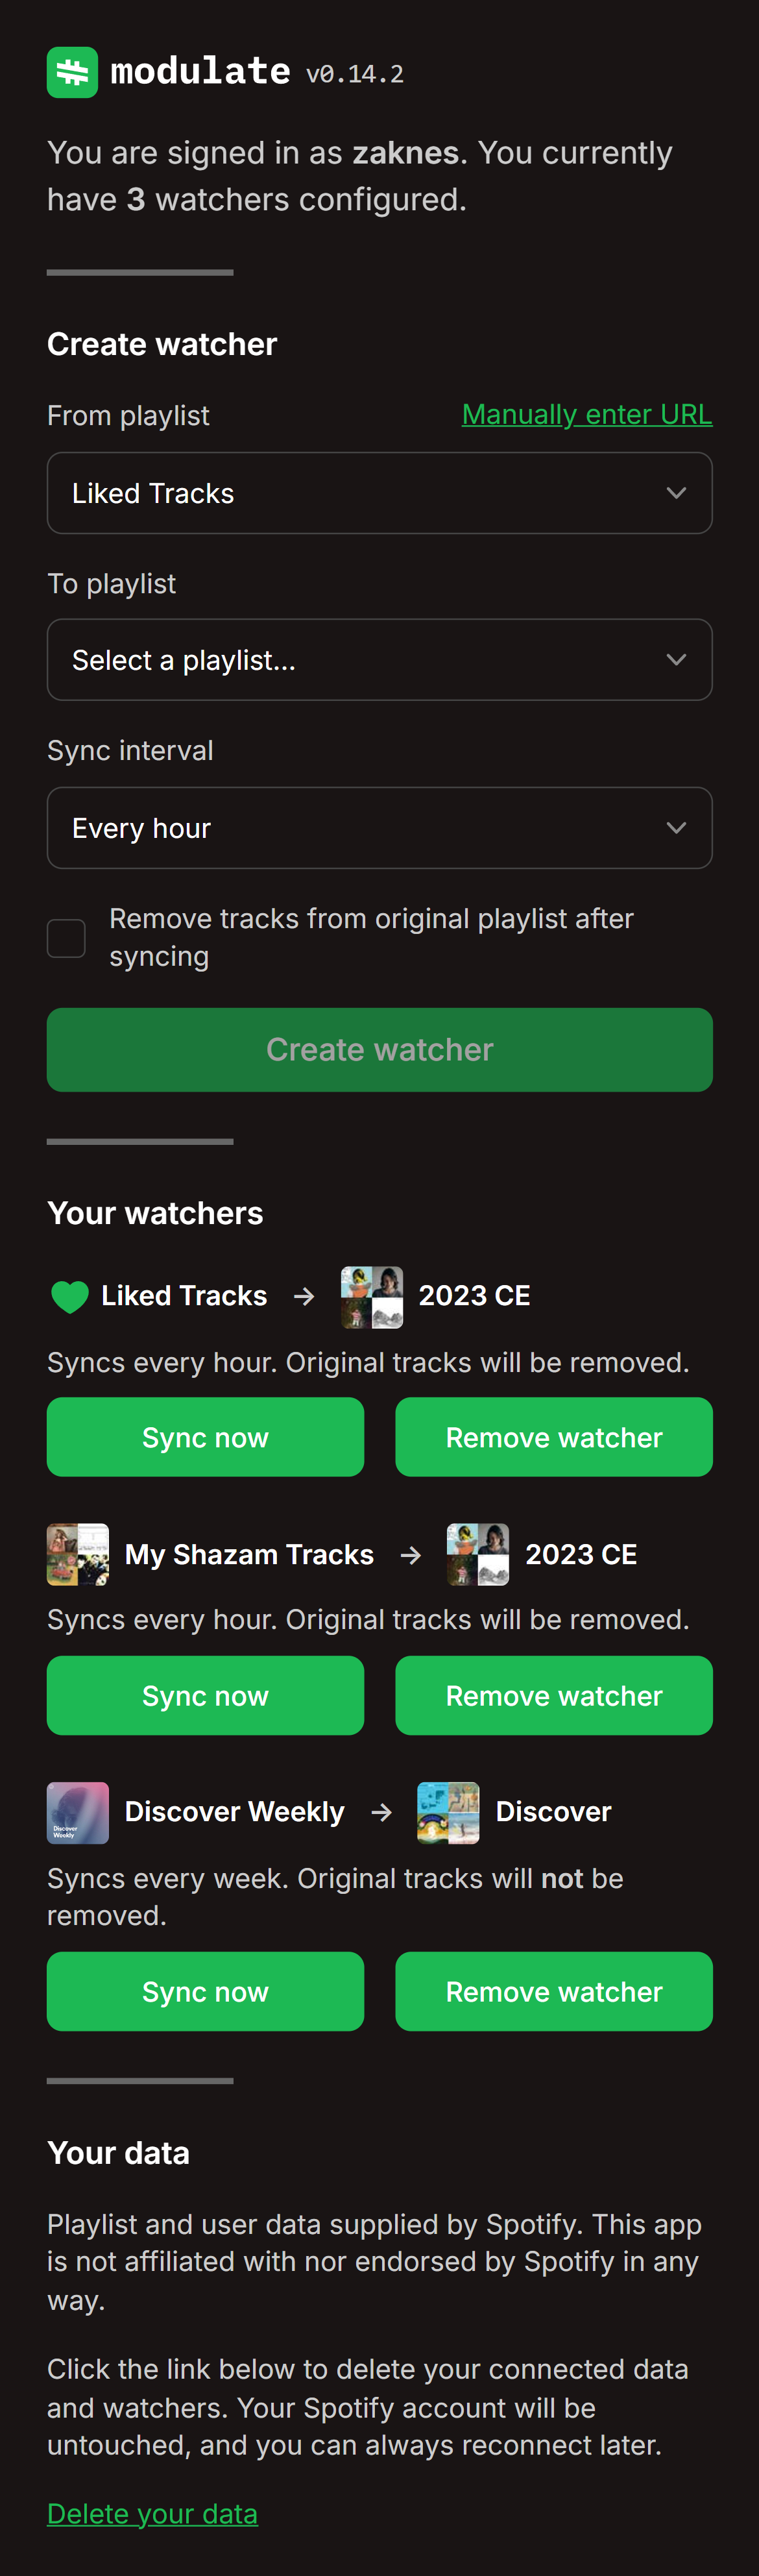 modulate v0.14.2
You are signed in as zaknes. You currently
have 3 watchers configured.
Create watcher
From playlist Manually enter URL
Liked Tracks
To playlist
Select a playlist...
Sync interval
Every hour
Remove tracks from original playlist after
syncing
Create watcher
Your watchers
Liked Tracks → 2023 CE
Syncs every hour. Original tracks will be removed.
Sync now Remove watcher
My Shazam Tracks → 2023 CE
Syncs every hour. Original tracks will be removed.
Sync now Remove watcher
Discover
Weekly
Discover Weekly → Discover
Syncs every week. Original tracks will not be
removed.
Sync now Remove watcher
Your data
Playlist and user data supplied by Spotify. This app
is not affiliated with nor endorsed by Spotify in any
way.
Click the link below to delete your connected data
and watchers. Your Spotify account will be
untouched, and you can always reconnect later.
Delete your data